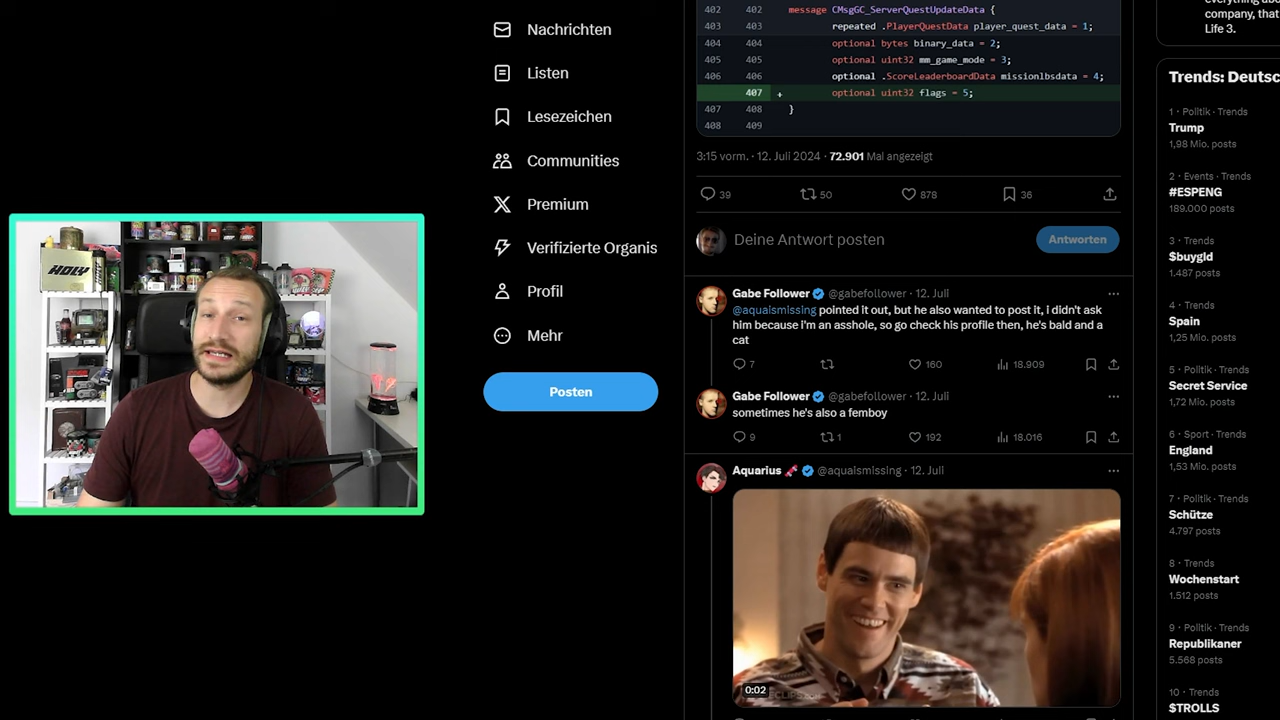 HOLY
Nachrichten
Listen
Lesezeichen
Communities
Premium
Verifizierte Organis
Profil
Mehr
Posten
402 402 message CMsgGC_ServerQuestUpdateData {
403 403 repeated .PlayerQuestData player_quest_data = 1;
404 404 optional bytes binary_data = 2;
405 405 optional uint32 mm_game_mode = 3;
406 406 optional .ScoreLeaderboardData missionlbsdata = 4;
407 + optional uint32 flags = 5;
407 408 }
408 409
3:15 vorm. · 12. Juli 2024 · 72.901 Mal angezeigt
39 50 878 36
Deine Antwort posten
Antworten
Gabe Follower @gabefollower · 12. Juli
@aquaismissing pointed it out, but he also wanted to post it, i didn't ask
him because I'm an asshole, so go check his profile then, he's bald and a
cat
7 160 18.909
Gabe Follower @gabefollower · 12. Juli
sometimes he's also a femboy
9 1 192 18.016
Aquarius @aquaismissing · 12. Juli
0:02
company, that
Life 3.
Trends: Deutsc
1 · Politik · Trends
Trump
1,98 Mio. posts
2 · Events · Trends
#ESPENG
189.000 posts
3 · Trends
$buygld
1.487 posts
4 · Trends
Spain
1,25 Mio. posts
5 · Politik · Trends
Secret Service
1,72 Mio. posts
6 · Sport · Trends
England
1,53 Mio. posts
7 · Politik · Trends
Schütze
4.797 posts
8 · Trends
Wochenstart
1.512 posts
9 · Politik · Trends
Republikaner
5.568 posts
10 · Trends
$TROLLS